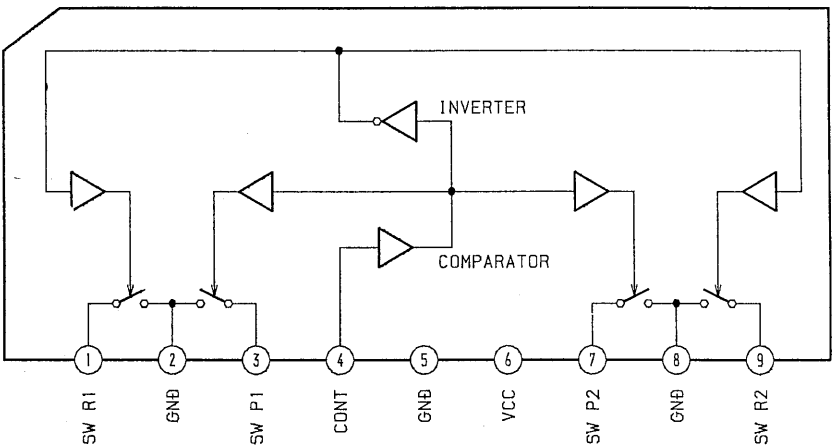 INVERTER
COMPARATOR
1
2
3
4
5
6
7
8
9
SW R1
GND
SW P1
CONT
GND
VCC
SW P2
GND
SW R2